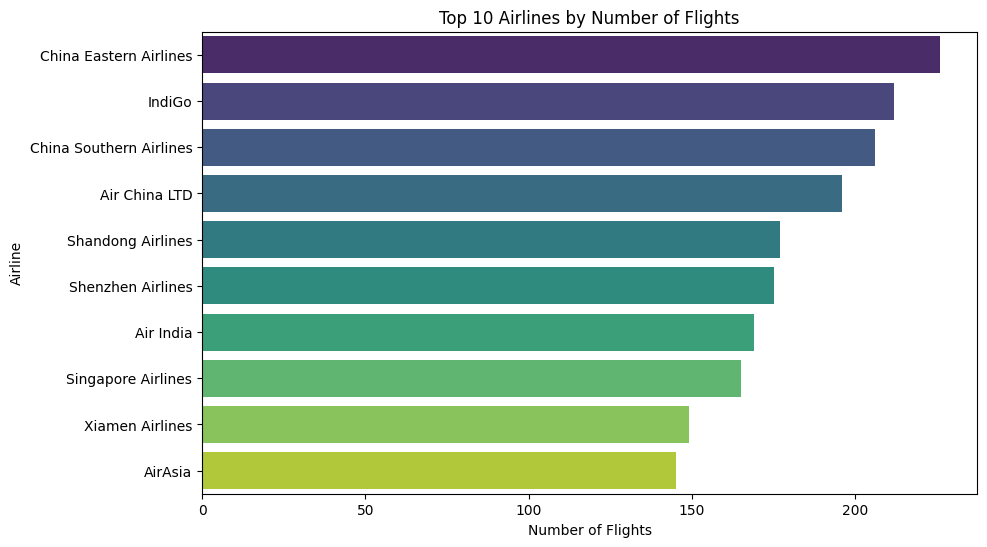 Top 10 Airlines by Number of Flights
Airline
China Eastern Airlines
IndiGo
China Southern Airlines
Air China LTD
Shandong Airlines
Shenzhen Airlines
Air India
Singapore Airlines
Xiamen Airlines
AirAsia
0 50 100 150 200
Number of Flights